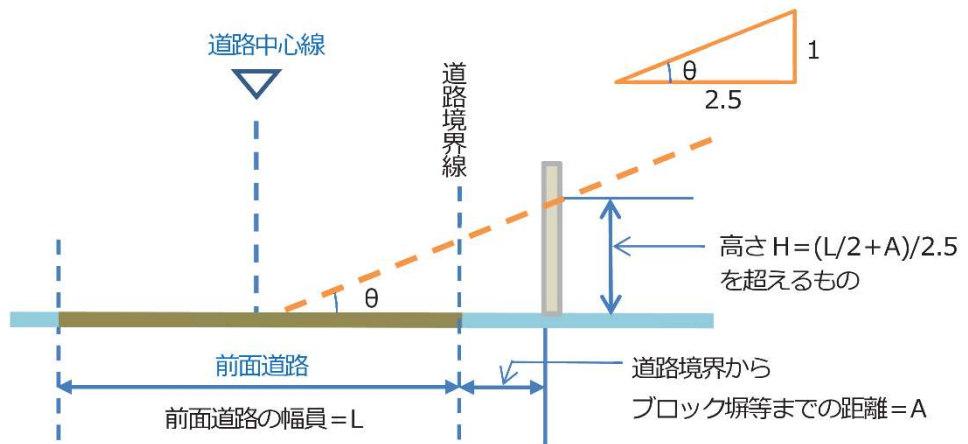 道路中心線
道路境界線
θ
1
2.5
θ
高さH=(L/2+A)/2.5
を超えるもの
前面道路
前面道路の幅員=L
道路境界から
ブロック塀等までの距離=A